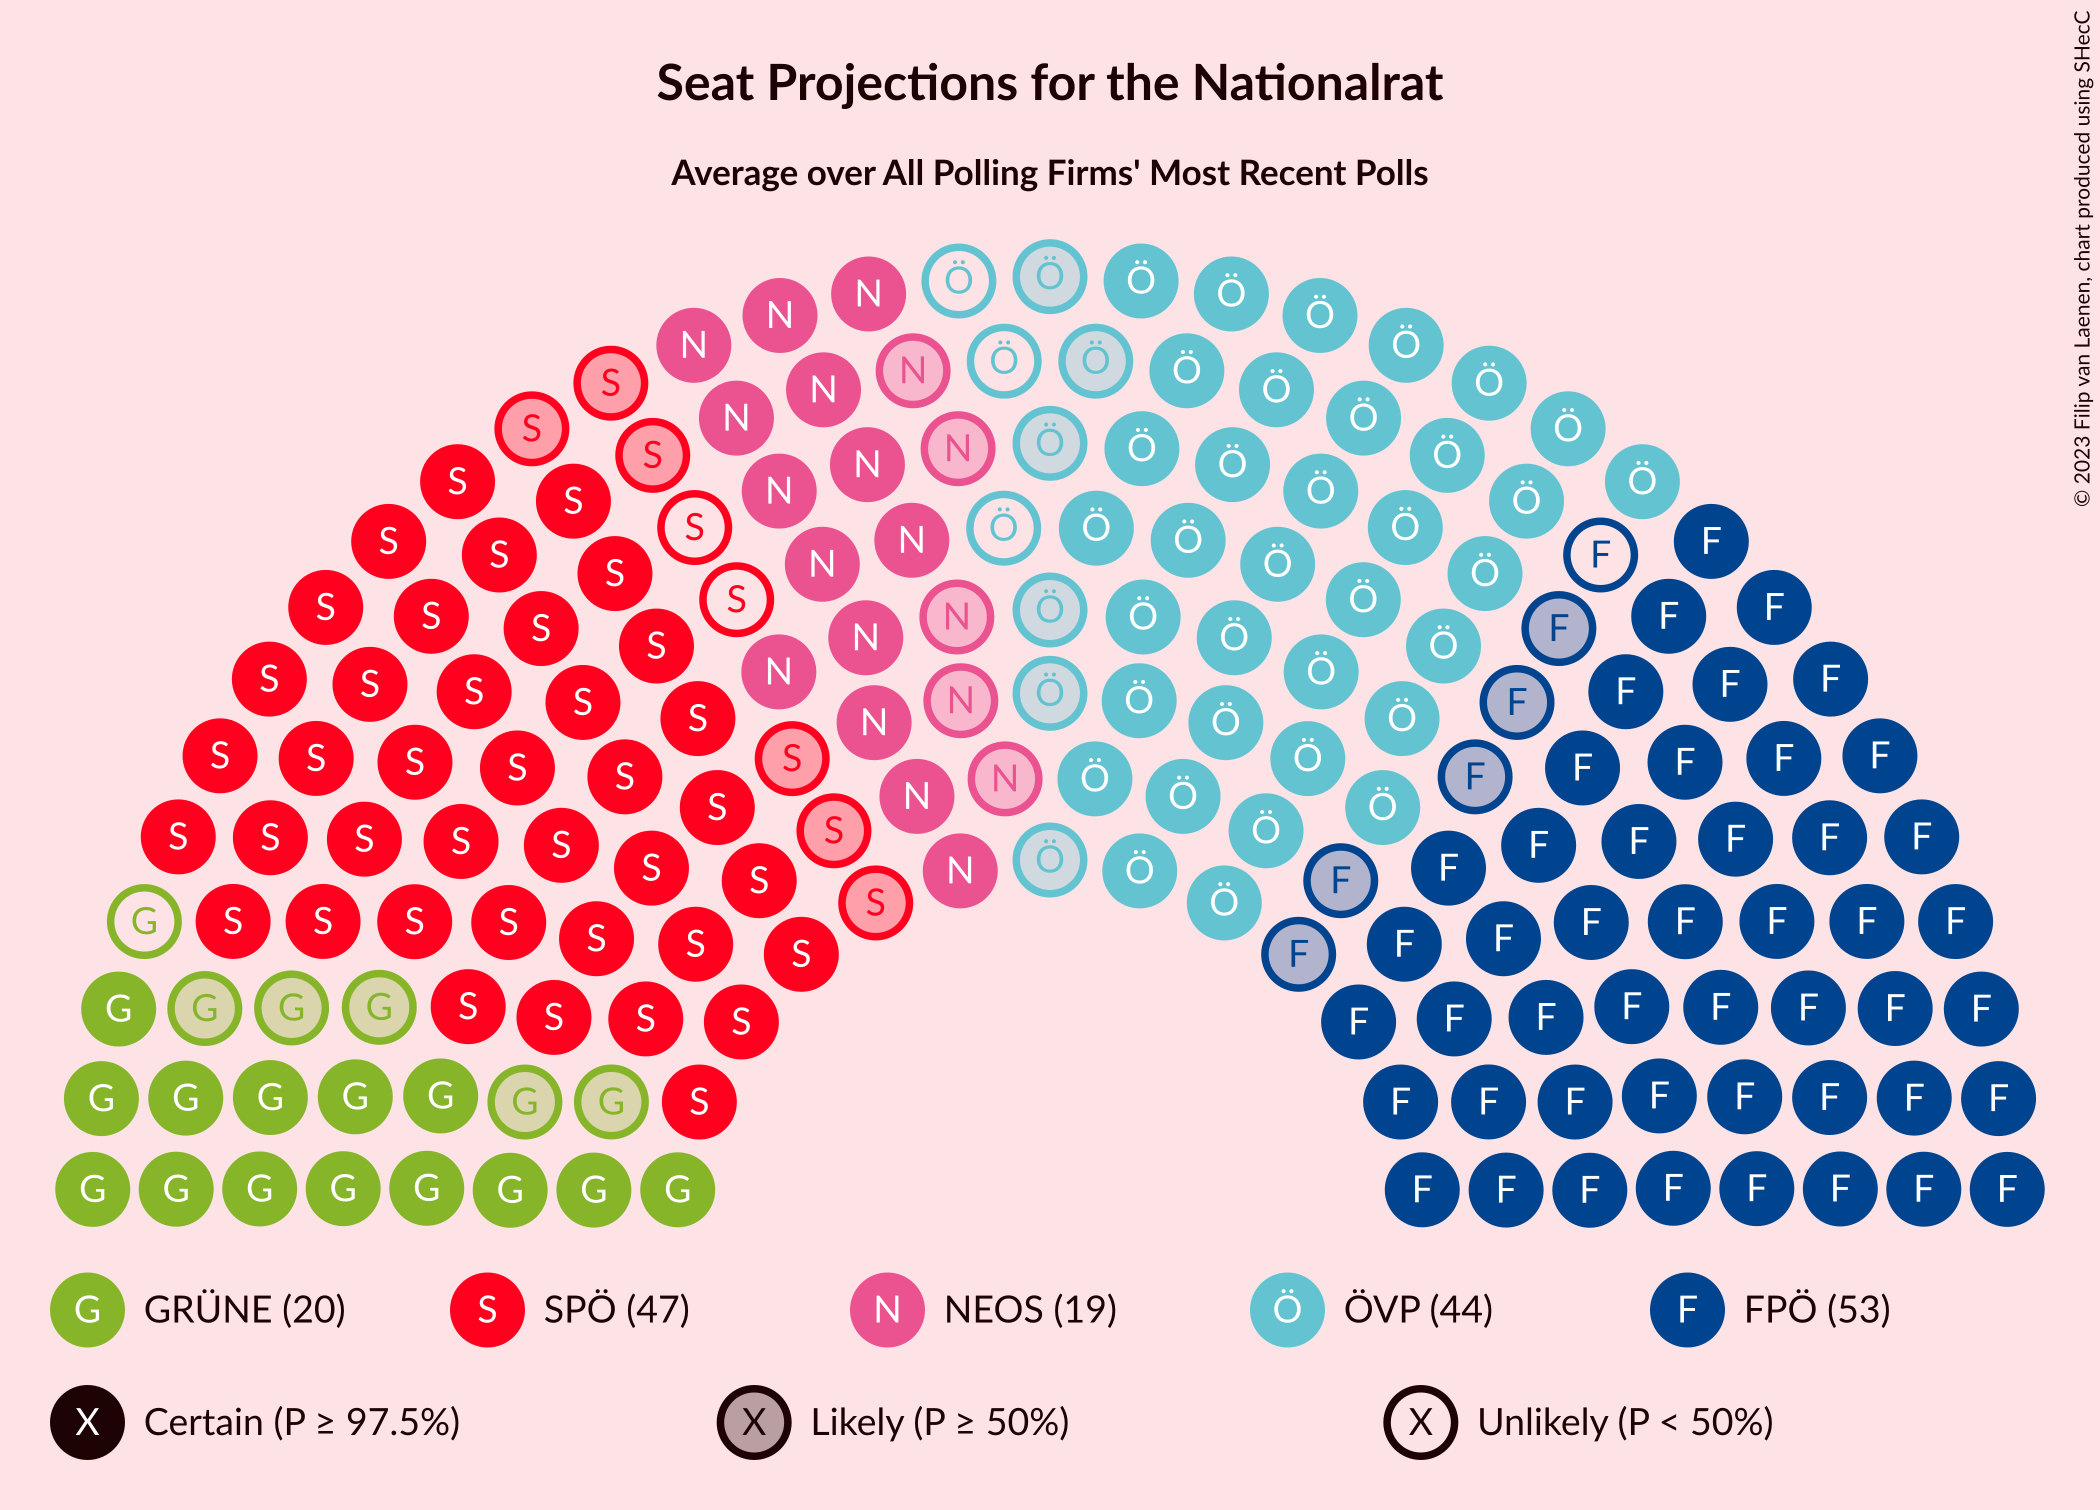 © 2023 Filip van Laenen, chart produced using SHecC
Seat Projections for the Nationalrat
Average over All Polling Firms' Most Recent Polls
N Ö Ö Ö Ö
N Ö
N Ö
N Ö Ö Ö
S N Ö Ö
N Ö
S Ö
S N Ö Ö Ö
N Ö
S N Ö Ö
S Ö
S Ö Ö Ö Ö
S N F
S N Ö F
S Ö
S S Ö Ö F
S S N Ö F F
S N Ö Ö
S S N Ö F F
S S N Ö Ö F F
S N Ö Ö
S S S S S Ö F F F F
S N Ö F
S N Ö Ö
S S S S S S Ö F F F F F
S S N Ö Ö F F
S Ö
G S S S S S F F F F F F
S S F F
G G G G S S S S F F F F F F F F
G G G G G G G S F F F F F F F F
G G G G G G G G F F F F F F F F
G GRÜNE (20) S SPÖ (47) N NEOS (19) Ö ÖVP (44) F FPÖ (53)
X Certain (P ≥ 97.5%) X Likely (P ≥ 50%) X Unlikely (P < 50%)